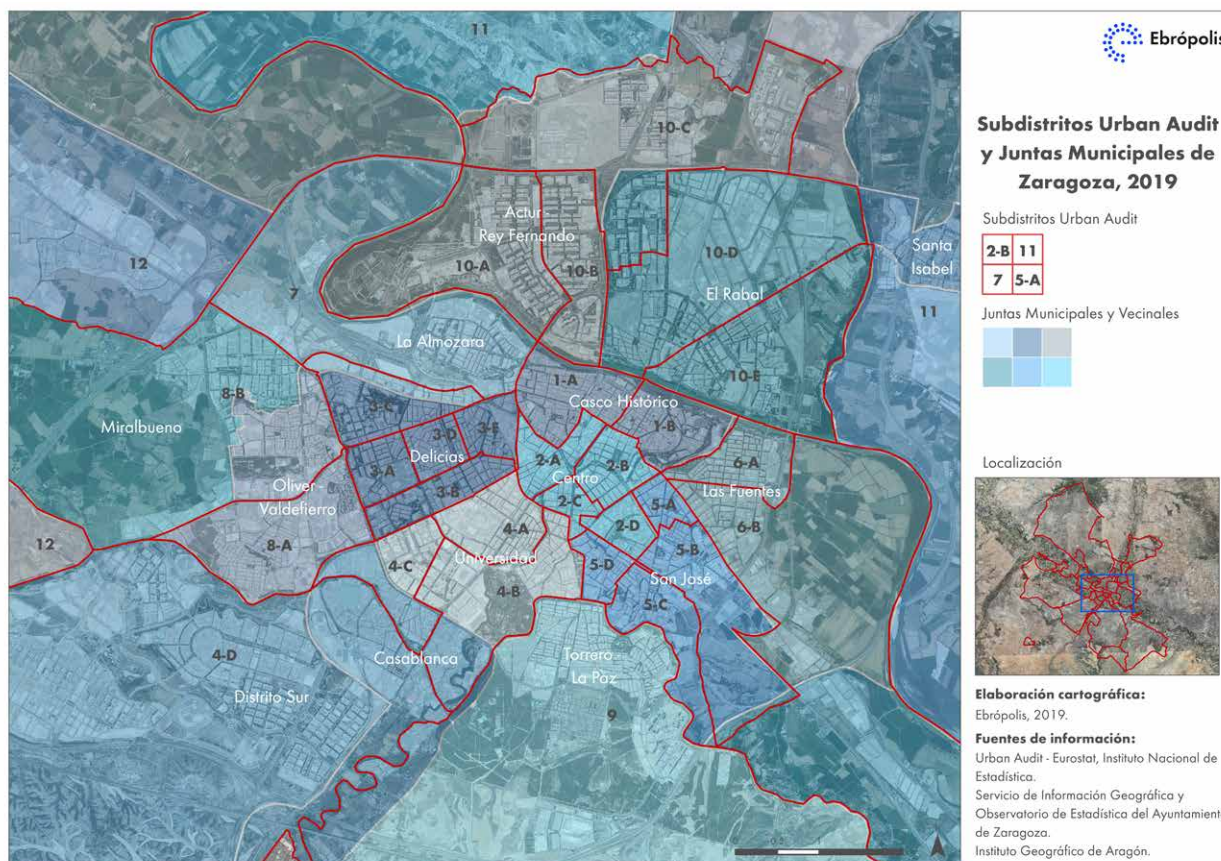 11
10-C
12
7
Actur -
Rey Fernando
10-A
10-B
10-D
El Rabal
10-E
Santa
Isabel
11
La Almozara
8-B
Miralbueno
3-C
3-D
3-E
3-A
Delicias
3-B
1-A
Casco Histórico
1-B
2-A
2-B
Centro
2-C
2-D
6-A
Las Fuentes
6-B
5-A
5-B
5-D
San José
5-C
Oliver -
Valdefierro
8-A
12
4-A
Universidad
4-C
4-B
4-D
Distrito Sur
Casablanca
Torrero -
La Paz
9
Ebrópolis
Subdistritos Urban Audit
y Juntas Municipales de
Zaragoza, 2019
Subdistritos Urban Audit
2-B 11
7 5-A
Juntas Municipales y Vecinales
Localización
Elaboración cartográfica:
Ebrópolis, 2019.
Fuentes de información:
Urban Audit - Eurostat, Instituto Nacional de
Estadística.
Servicio de Información Geográfica y
Observatorio de Estadística del Ayuntamient
de Zaragoza.
Instituto Geográfico de Aragón.